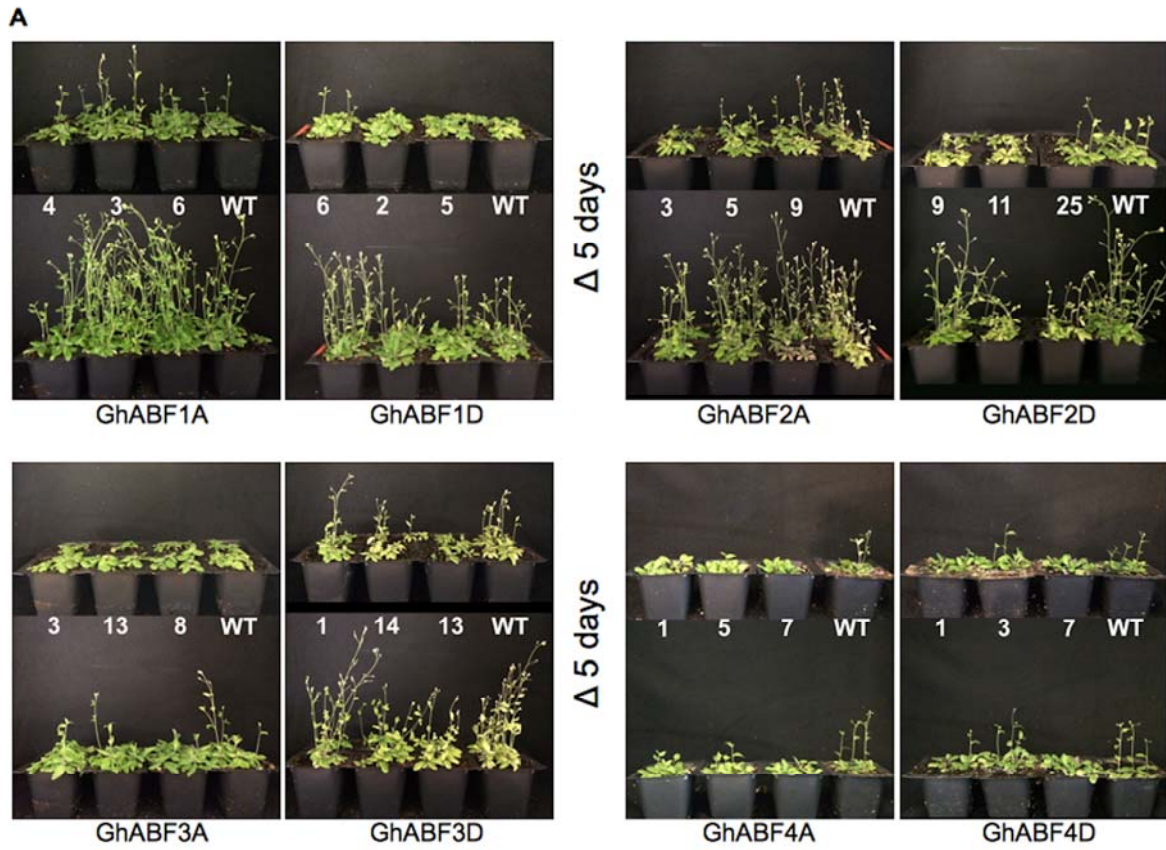 A
4 3 6 WT
6 2 5 WT
GhABF1A
GhABF1D
Δ 5 days
3 5 9 WT
9 11 25 WT
GhABF2A
GhABF2D
3 13 8 WT
1 14 13 WT
GhABF3A
GhABF3D
Δ 5 days
1 5 7 WT
1 3 7 WT
GhABF4A
GhABF4D